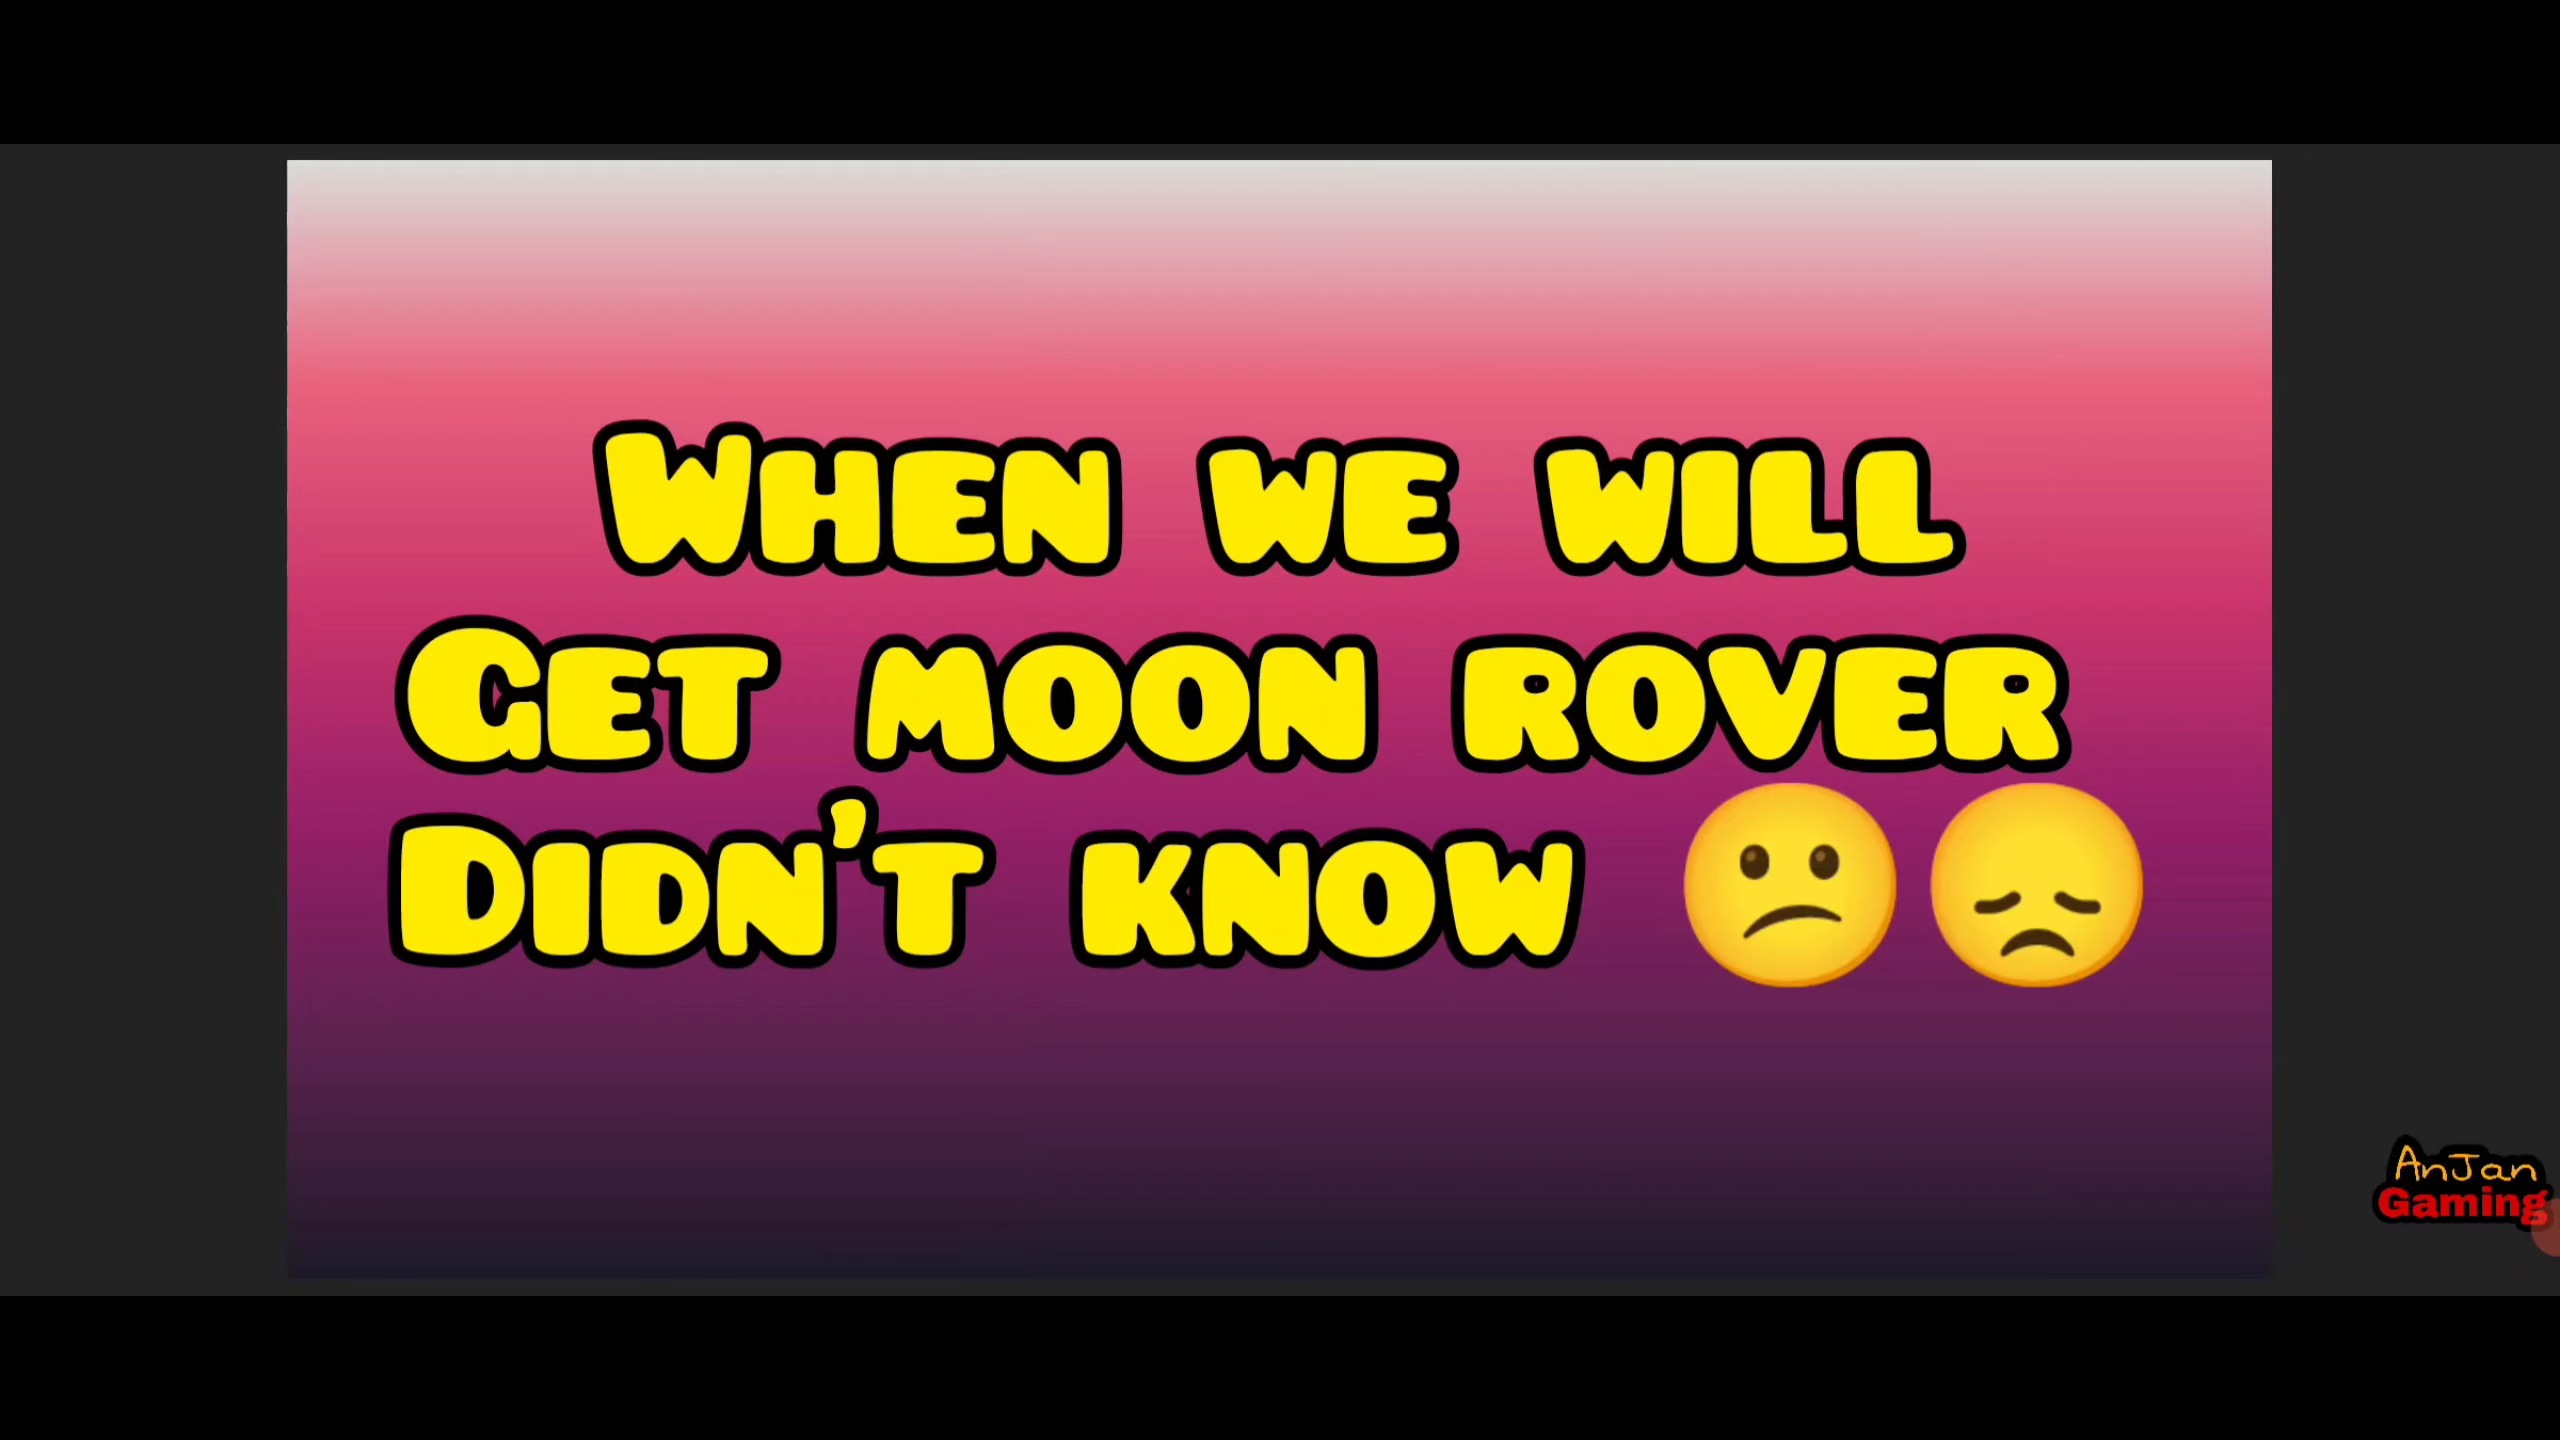 When we will
Get moon rover
Didn't know 😕😞
AnJan
Gaming